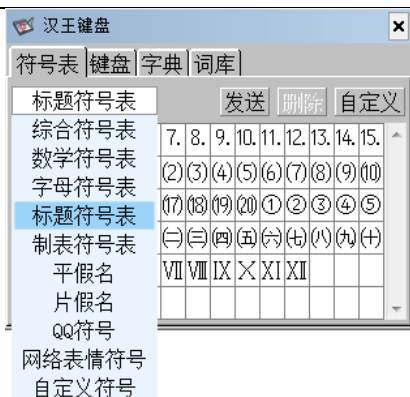 汉王键盘
符号表 键盘 字典 词库
标题符号表 发送 删除 自定义
综合符号表
数学符号表
字母符号表
标题符号表
制表符号表
平假名
片假名
QQ符号
网络表情符号
自定义符号
7. 8. 9. 10. 11. 12. 13. 14. 15.
⑵ ⑶ ⑷ ⑸ ⑹ ⑺ ⑻ ⑼ ⑽
⒄ ⒅ ⒆ ⒇ ① ② ③ ④ ⑤
㈡ ㈢ ㈣ ㈤ ㈥ ㈦ ㈧ ㈨ ㈩
Ⅶ Ⅷ Ⅸ Ⅹ Ⅺ Ⅻ